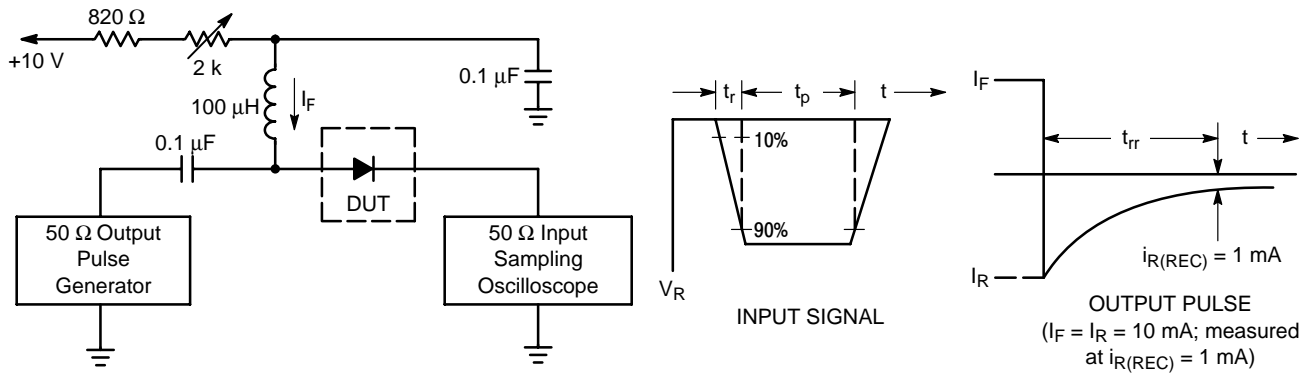 820 Ω
+10 V
2 k
100 μH
I_F
0.1 μF
0.1 μF
DUT
50 Ω Output
Pulse
Generator
50 Ω Input
Sampling
Oscilloscope
t_r
t_p
t
10%
90%
V_R
INPUT SIGNAL
I_F
t_rr
t
I_R
i_R(REC) = 1 mA
OUTPUT PULSE
(I_F = I_R = 10 mA; measured
at i_R(REC) = 1 mA)